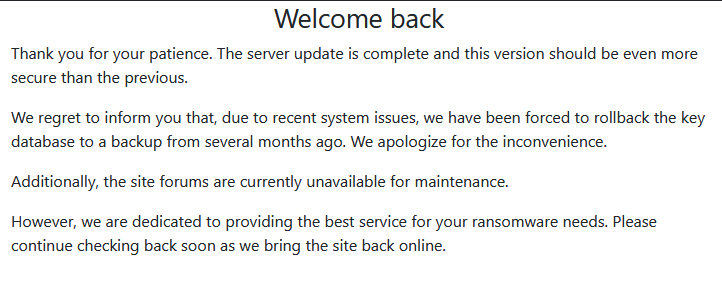 Welcome back
Thank you for your patience. The server update is complete and this version should be even more
secure than the previous.
We regret to inform you that, due to recent system issues, we have been forced to rollback the key
database to a backup from several months ago. We apologize for the inconvenience.
Additionally, the site forums are currently unavailable for maintenance.
However, we are dedicated to providing the best service for your ransomware needs. Please
continue checking back soon as we bring the site back online.